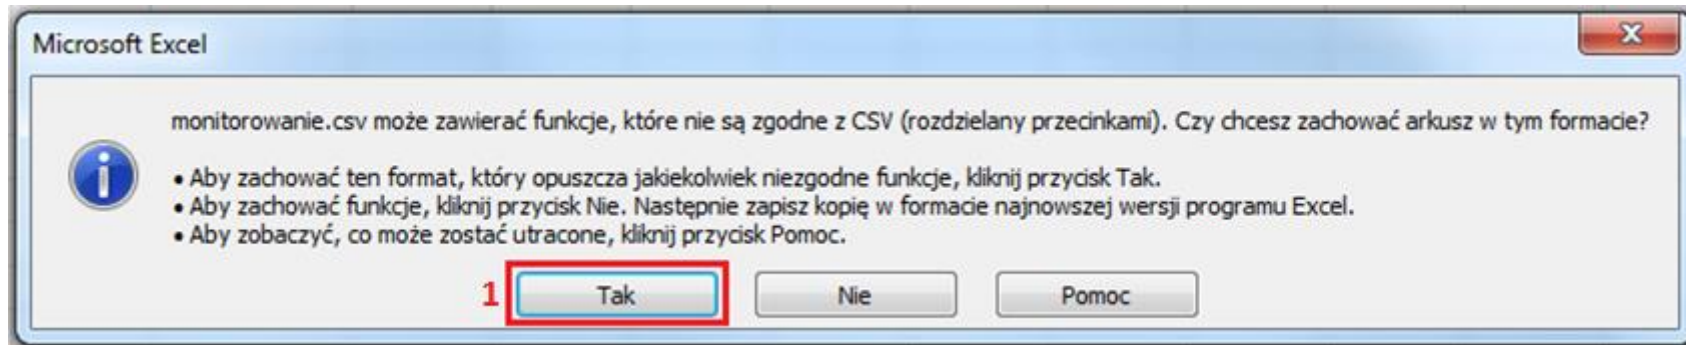 Microsoft Excel
monitorowanie.csv może zawierać funkcje, które nie są zgodne z CSV (rozdzielany przecinkami). Czy chcesz zachować arkusz w tym formacie?
• Aby zachować ten format, który opuszcza jakiekolwiek niezgodne funkcje, kliknij przycisk Tak.
• Aby zachować funkcje, kliknij przycisk Nie. Następnie zapisz kopię w formacie najnowszej wersji programu Excel.
• Aby zobaczyć, co może zostać utracone, kliknij przycisk Pomoc.
1 Tak Nie Pomoc